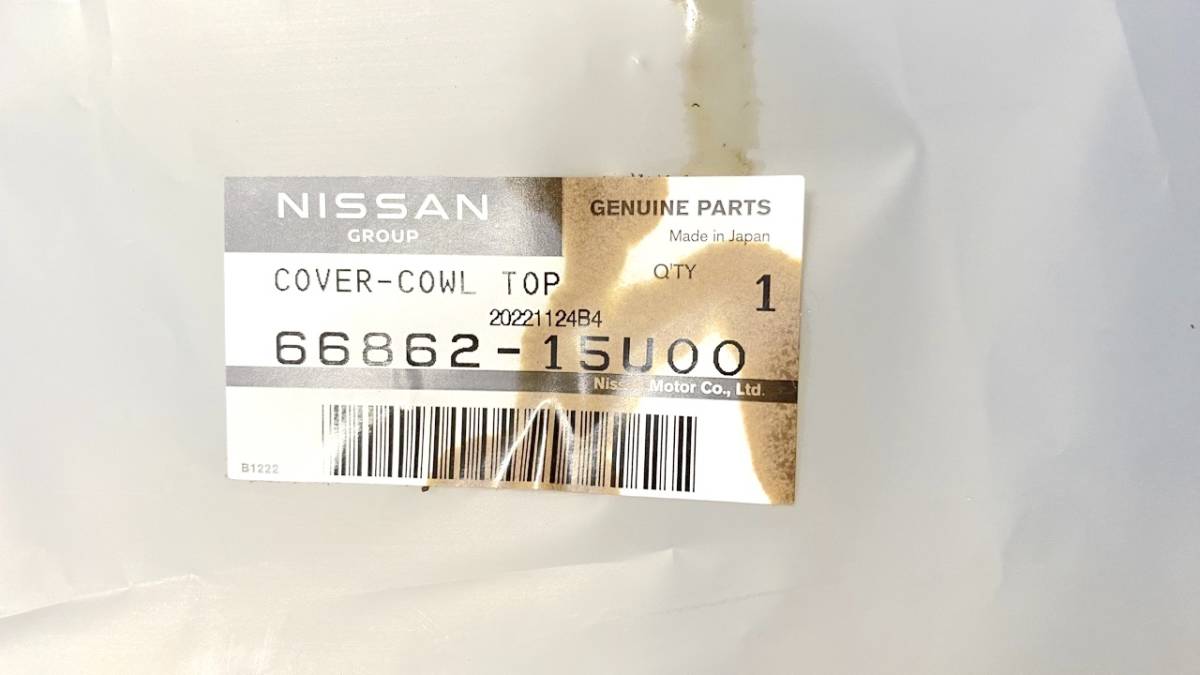 NISSAN
GROUP
GENUINE PARTS
Made in Japan
COVER-COWL TOP
Q'TY
1
20221124B4
66862-15U00
Nissan Motor Co., Ltd.
B1222